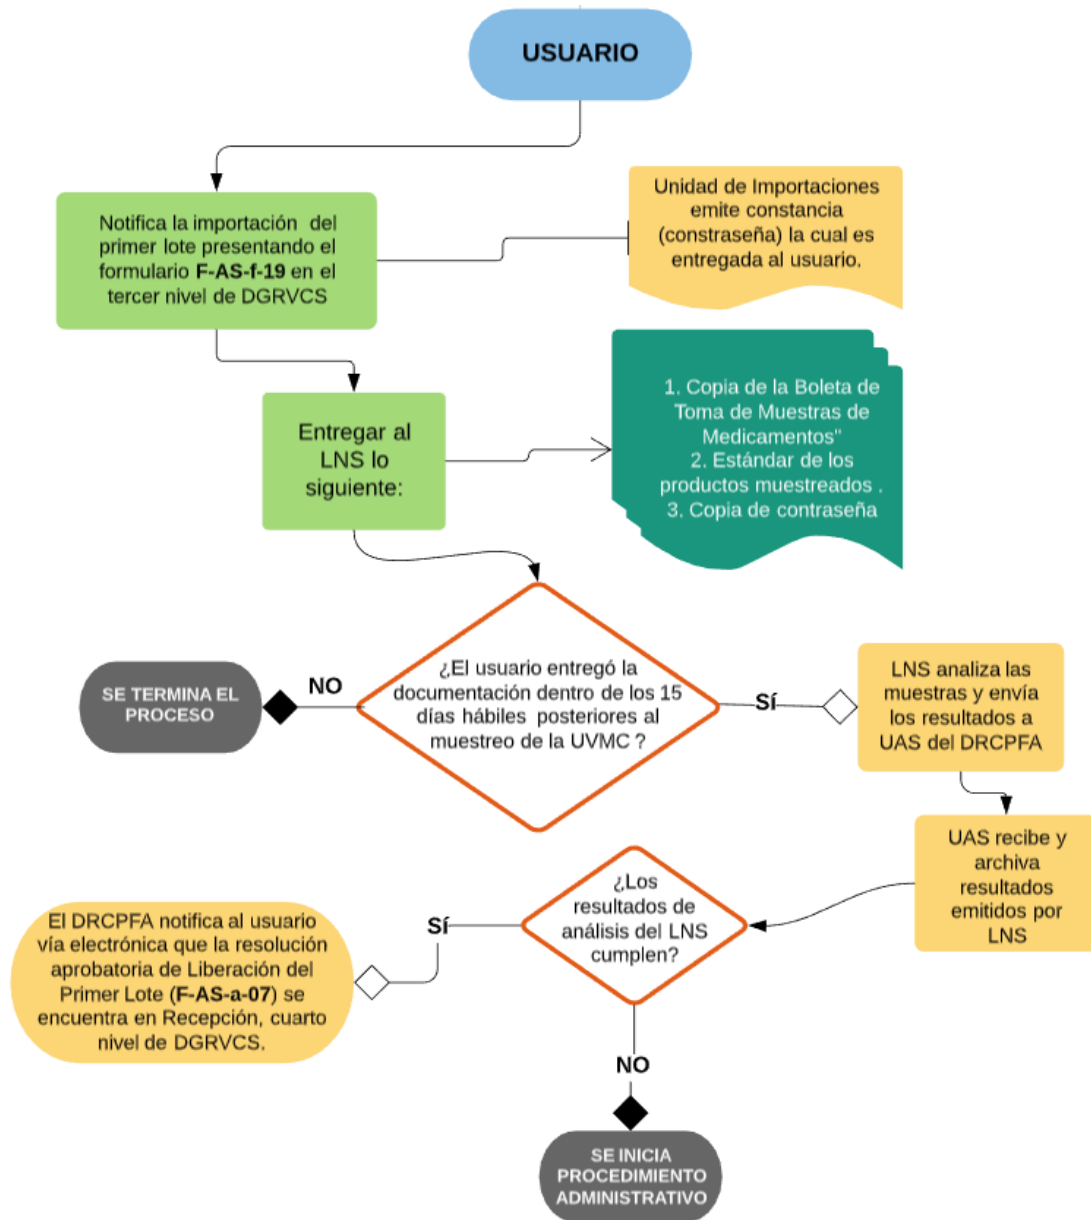 USUARIO
Notifica la importación del
primer lote presentando el
formulario F-AS-f-19 en el
tercer nivel de DGRVCS
Unidad de Importaciones
emite constancia
(constraseña) la cual es
entregada al usuario.
Entregar al
LNS lo
siguiente:
1. Copia de la Boleta de
Toma de Muestras de
Medicamentos"
2. Estándar de los
productos muestreados .
3. Copia de contraseña
¿El usuario entregó la
documentación dentro de los 15
días hábiles posteriores al
muestreo de la UVMC ?
NO
SE TERMINA EL
PROCESO
Sí
LNS analiza las
muestras y envía
los resultados a
UAS del DRCPFA
UAS recibe y
archiva
resultados
emitidos por
LNS
¿Los
resultados de
análisis del LNS
cumplen?
Sí
El DRCPFA notifica al usuario
vía electrónica que la resolución
aprobatoria de Liberación del
Primer Lote (F-AS-a-07) se
encuentra en Recepción, cuarto
nivel de DGRVCS.
NO
SE INICIA
PROCEDIMIENTO
ADMINISTRATIVO